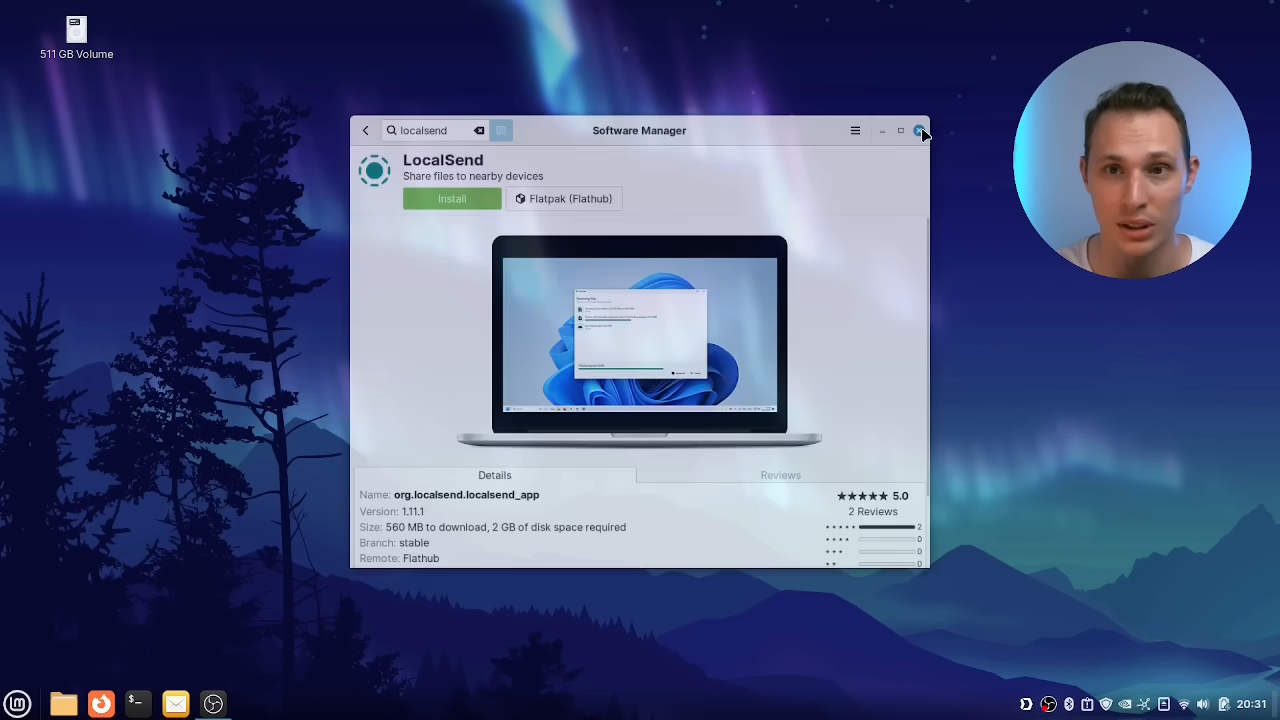 511 GB Volume
localsend
Software Manager
LocalSend
Share files to nearby devices
Install
Flatpak (Flathub)
Details
Reviews
Name: org.localsend.localsend_app
Version: 1.11.1
Size: 560 MB to download, 2 GB of disk space required
Branch: stable
Remote: Flathub
★★★★★ 5.0
2 Reviews
2
0
0
0
20:31